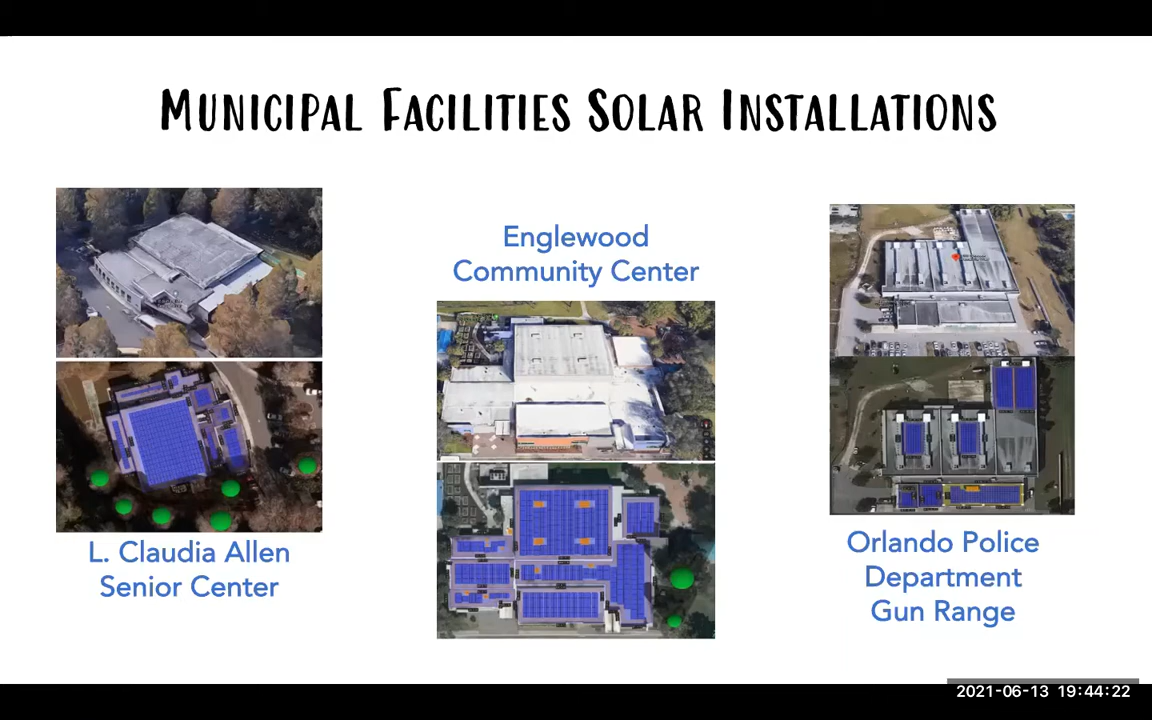 Municipal Facilities Solar Installations
L. Claudia Allen
Senior Center
Englewood
Community Center
Orlando Police
Department
Gun Range
2021-06-13 19:44:22